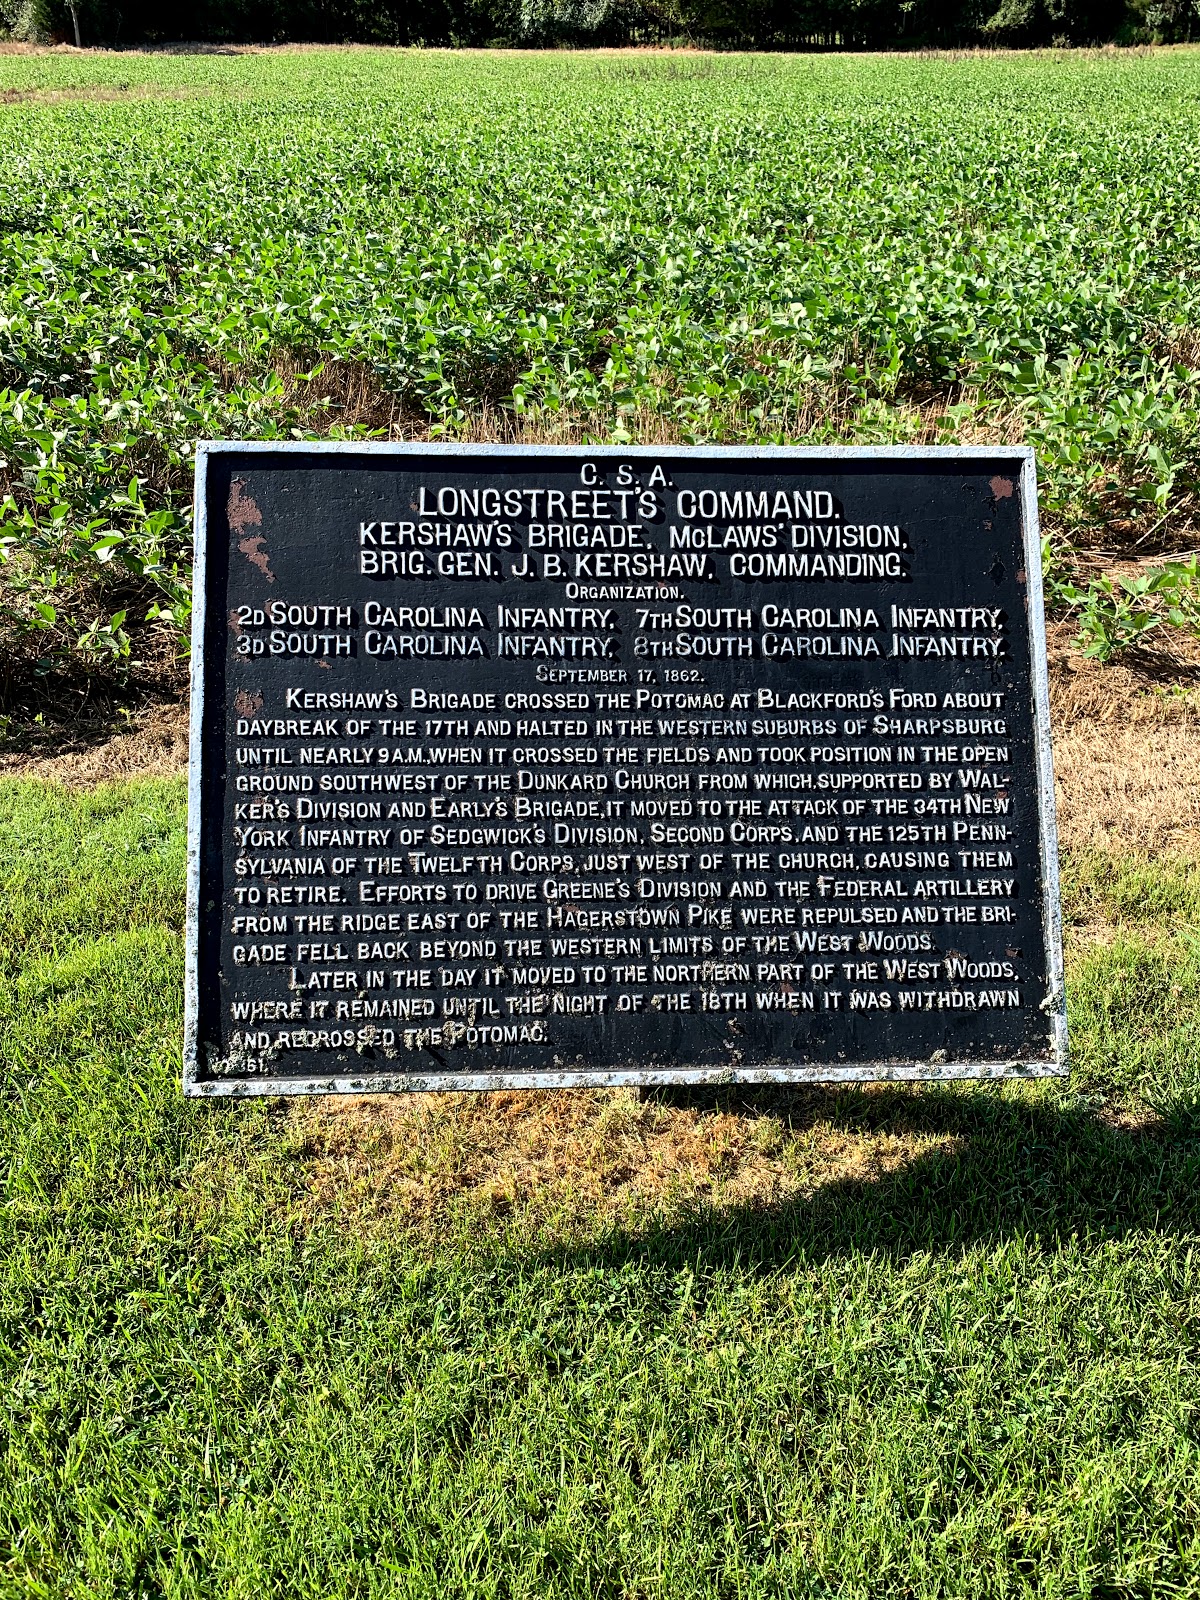 C. S. A.
LONGSTREET'S COMMAND.
KERSHAW'S BRIGADE, McLAWS' DIVISION,
BRIG. GEN. J. B. KERSHAW, COMMANDING.
ORGANIZATION.
2D SOUTH CAROLINA INFANTRY, 7TH SOUTH CAROLINA INFANTRY,
3D SOUTH CAROLINA INFANTRY, 8TH SOUTH CAROLINA INFANTRY.
SEPTEMBER 17, 1862.
KERSHAW'S BRIGADE CROSSED THE POTOMAC AT BLACKFORD'S FORD ABOUT
DAYBREAK OF THE 17TH AND HALTED IN THE WESTERN SUBURBS OF SHARPSBURG
UNTIL NEARLY 9 A.M., WHEN IT CROSSED THE FIELDS AND TOOK POSITION IN THE OPEN
GROUND SOUTHWEST OF THE DUNKARD CHURCH FROM WHICH, SUPPORTED BY WAL-
KER'S DIVISION AND EARLY'S BRIGADE, IT MOVED TO THE ATTACK OF THE 34TH NEW
YORK INFANTRY OF SEDGWICK'S DIVISION, SECOND CORPS, AND THE 125TH PENN-
SYLVANIA OF THE TWELFTH CORPS, JUST WEST OF THE CHURCH, CAUSING THEM
TO RETIRE. EFFORTS TO DRIVE GREENE'S DIVISION AND THE FEDERAL ARTILLERY
FROM THE RIDGE EAST OF THE HAGERSTOWN PIKE WERE REPULSED AND THE BRI-
GADE FELL BACK BEYOND THE WESTERN LIMITS OF THE WEST WOODS.
LATER IN THE DAY IT MOVED TO THE NORTHERN PART OF THE WEST WOODS,
WHERE IT REMAINED UNTIL THE NIGHT OF THE 18TH WHEN IT WAS WITHDRAWN
AND RECROSSED THE POTOMAC.